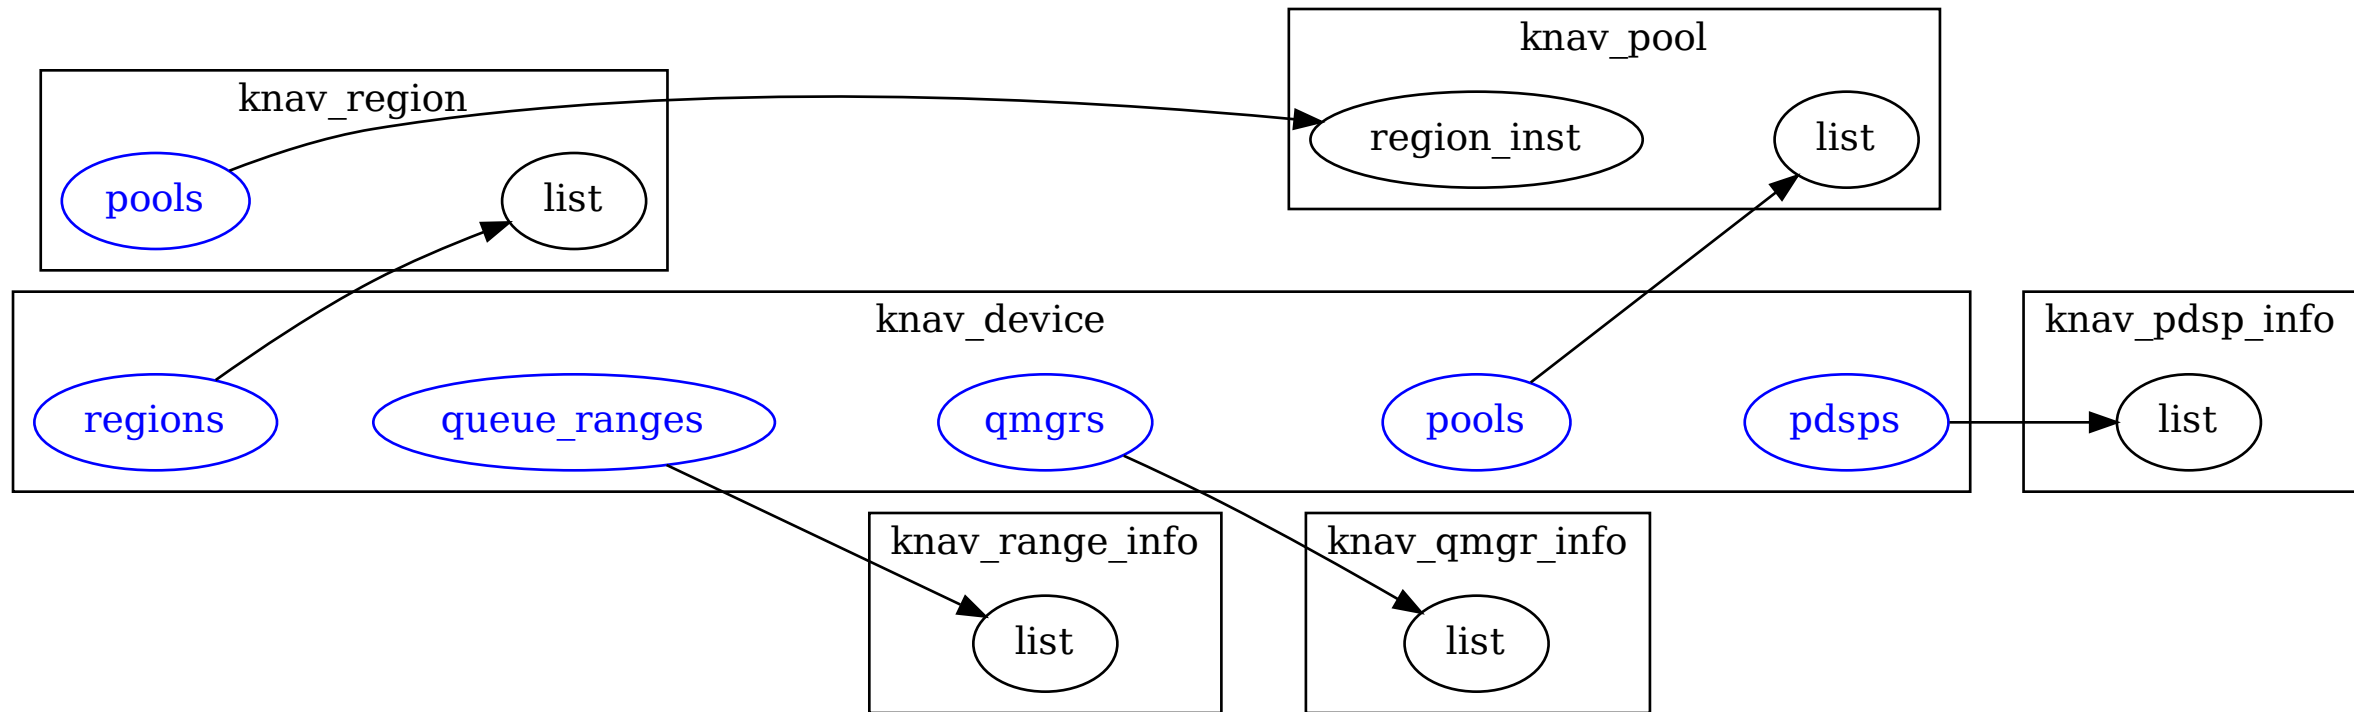 knav_pool
knav_region
region_inst
list
pools
list
knav_device
knav_pdsp_info
regions
queue_ranges
qmgrs
pools
pdsps
list
knav_range_info
knav_qmgr_info
list
list